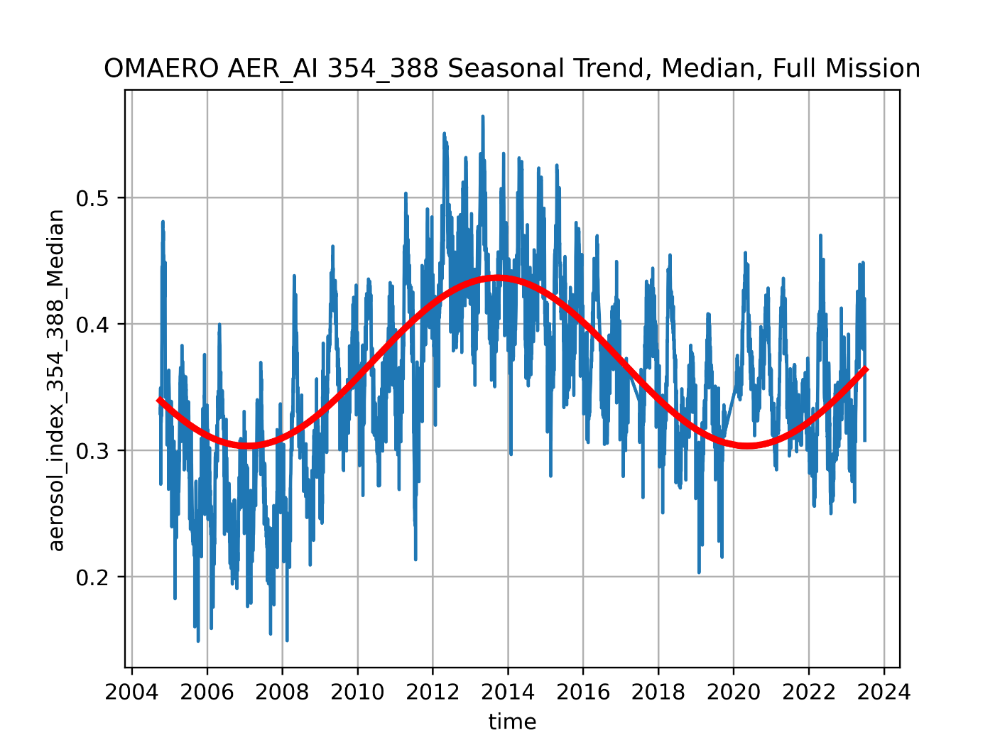 OMAERO AER_AI 354_388 Seasonal Trend, Median, Full Mission
aerosol_index_354_388_Median
0.5
0.4
0.3
0.2
2004 2006 2008 2010 2012 2014 2016 2018 2020 2022 2024
time